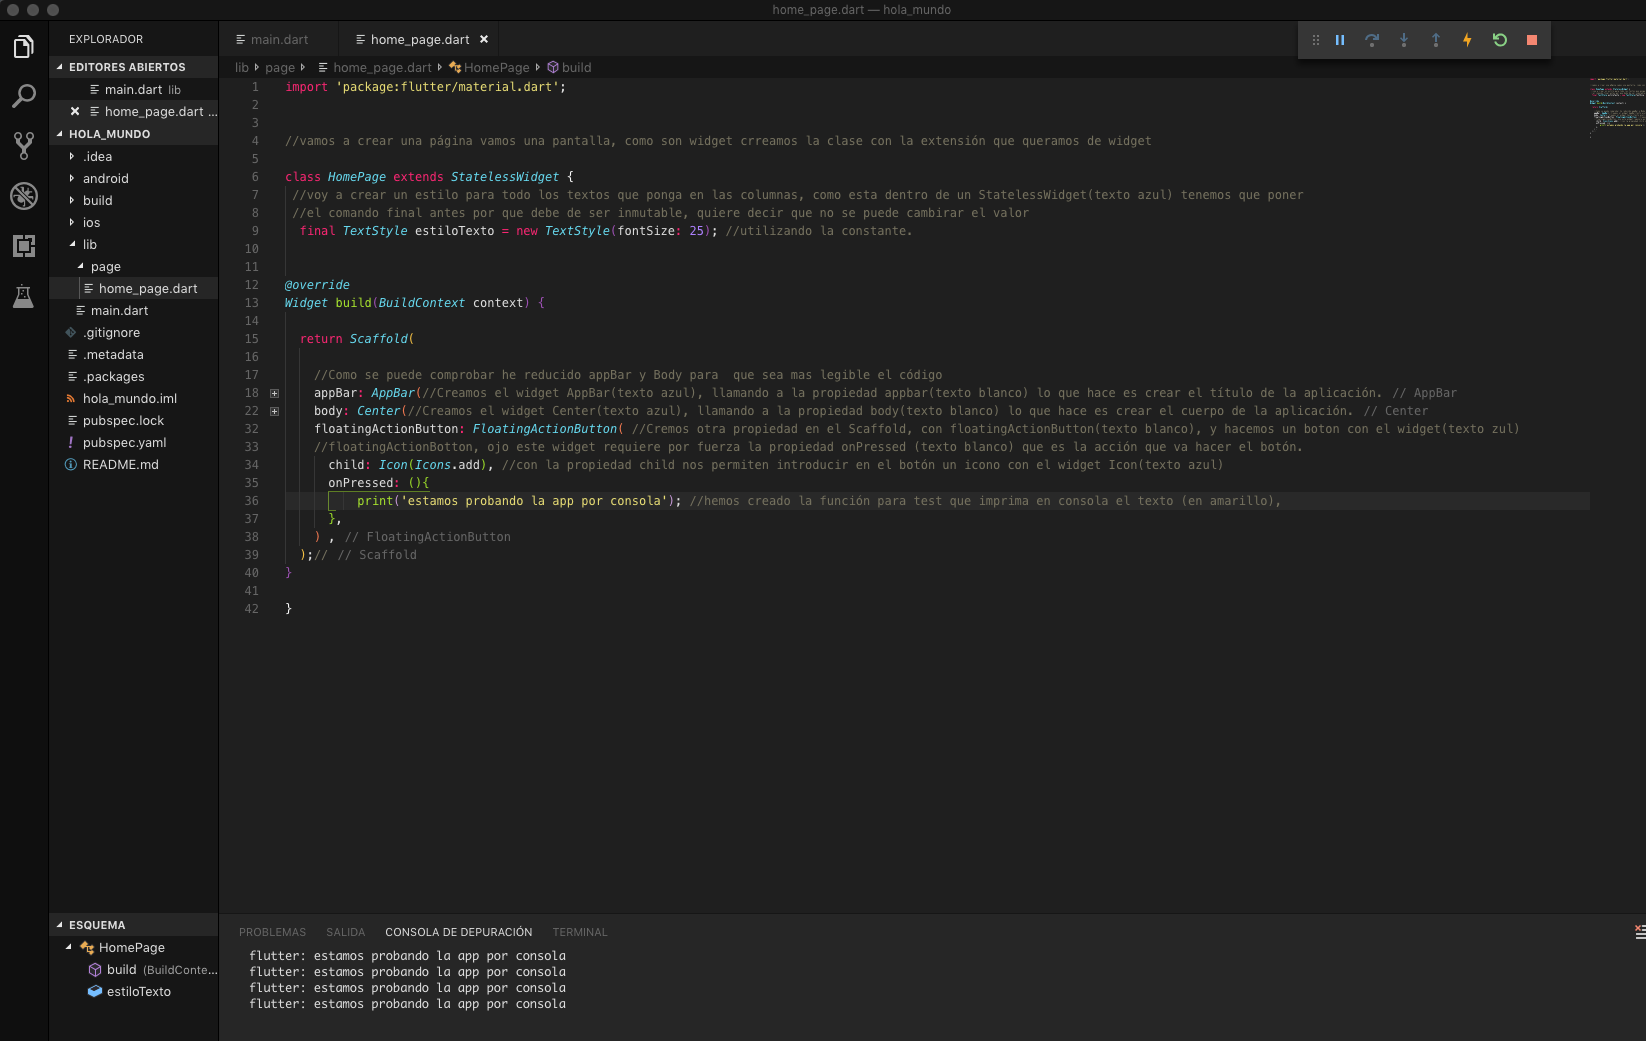 home_page.dart — hola_mundo
EXPLORADOR
EDITORES ABIERTOS
main.dart lib
home_page.dart ...
HOLA_MUNDO
.idea
android
build
ios
lib
page
home_page.dart
main.dart
.gitignore
.metadata
.packages
hola_mundo.iml
pubspec.lock
pubspec.yaml
README.md
ESQUEMA
HomePage
build (BuildConte...
estiloTexto
main.dart
home_page.dart
lib page home_page.dart HomePage build
1 import 'package:flutter/material.dart';
2
3
4 //vamos a crear una página vamos una pantalla, como son widget crreamos la clase con la extensión que queramos de widget
5
6 class HomePage extends StatelessWidget {
7 //voy a crear un estilo para todo los textos que ponga en las columnas, como esta dentro de un StatelessWidget(texto azul) tenemos que poner
8 //el comando final antes por que debe de ser inmutable, quiere decir que no se puede cambirar el valor
9 final TextStyle estiloTexto = new TextStyle(fontSize: 25); //utilizando la constante.
10
11
12 @override
13 Widget build(BuildContext context) {
14
15 return Scaffold(
16
17 //Como se puede comprobar he reducido appBar y Body para  que sea mas legible el código
18 appBar: AppBar(//Creamos el widget AppBar(texto azul), llamando a la propiedad appbar(texto blanco) lo que hace es crear el título de la aplicación. // AppBar
22 body: Center(//Creamos el widget Center(texto azul), llamando a la propiedad body(texto blanco) lo que hace es crear el cuerpo de la aplicación. // Center
32 floatingActionButton: FloatingActionButton( //Cremos otra propiedad en el Scaffold, con floatingActionButton(texto blanco), y hacemos un boton con el widget(texto zul)
33 //floatingActionBotton, ojo este widget requiere por fuerza la propiedad onPressed (texto blanco) que es la acción que va hacer el botón.
34 child: Icon(Icons.add), //con la propiedad child nos permiten introducir en el botón un icono con el widget Icon(texto azul)
35 onPressed: (){
36 print('estamos probando la app por consola'); //hemos creado la función para test que imprima en consola el texto (en amarillo),
37 },
38 ) , // FloatingActionButton
39 );// // Scaffold
40 }
41
42 }
PROBLEMAS SALIDA CONSOLA DE DEPURACIÓN TERMINAL
flutter: estamos probando la app por consola
flutter: estamos probando la app por consola
flutter: estamos probando la app por consola
flutter: estamos probando la app por consola